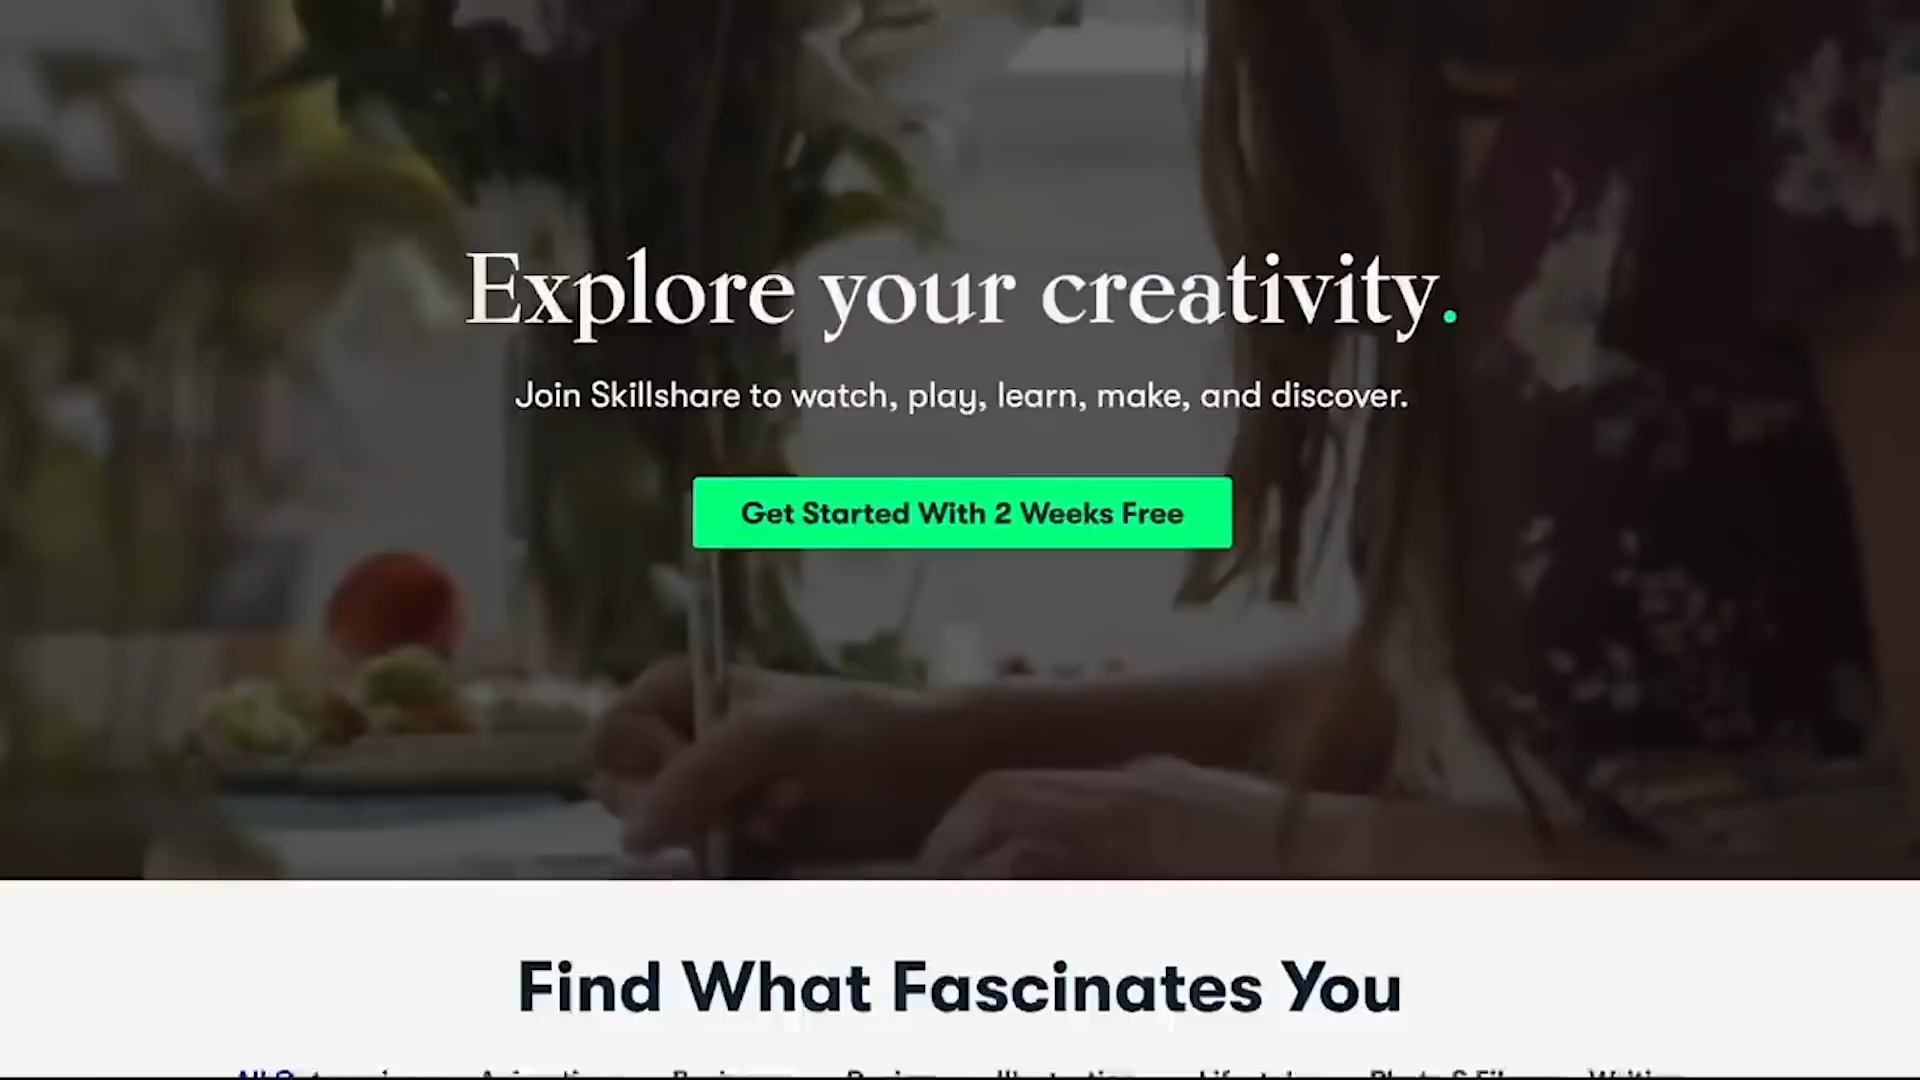 Explore your creativity.
Join Skillshare to watch, play, learn, make, and discover.
Get Started With 2 Weeks Free
Find What Fascinates You